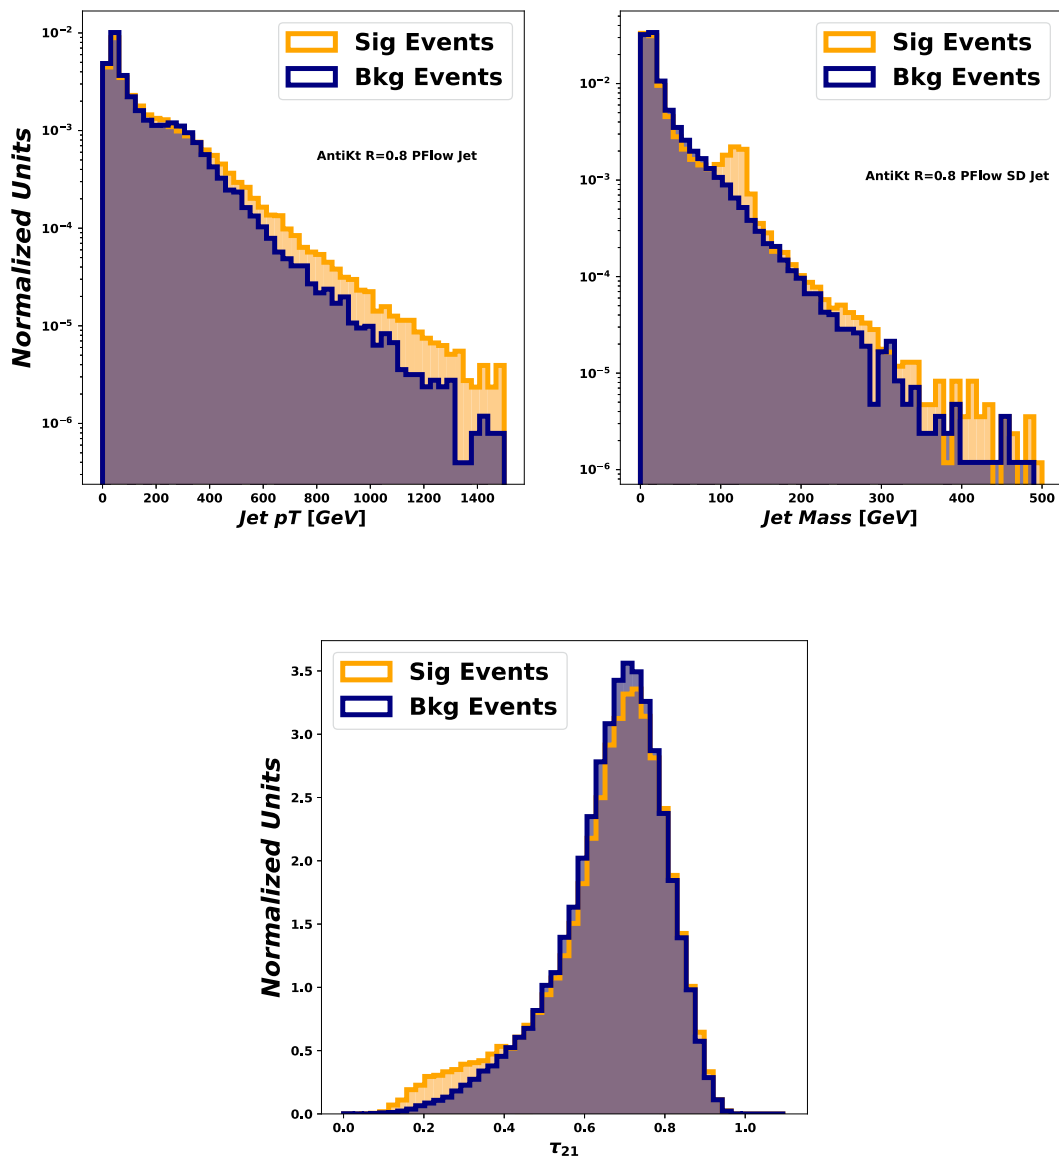 Normalized Units
10⁻²
10⁻³
10⁻⁴
10⁻⁵
10⁻⁶
Sig Events
Bkg Events
AntiKt R=0.8 PFlow Jet
0 200 400 600 800 1000 1200 1400
Jet pT [GeV]
10⁻²
10⁻³
10⁻⁴
10⁻⁵
10⁻⁶
Sig Events
Bkg Events
AntiKt R=0.8 PFlow SD Jet
0 100 200 300 400 500
Jet Mass [GeV]
Normalized Units
3.5
3.0
2.5
2.0
1.5
1.0
0.5
0.0
Sig Events
Bkg Events
0.0 0.2 0.4 0.6 0.8 1.0
τ₂₁